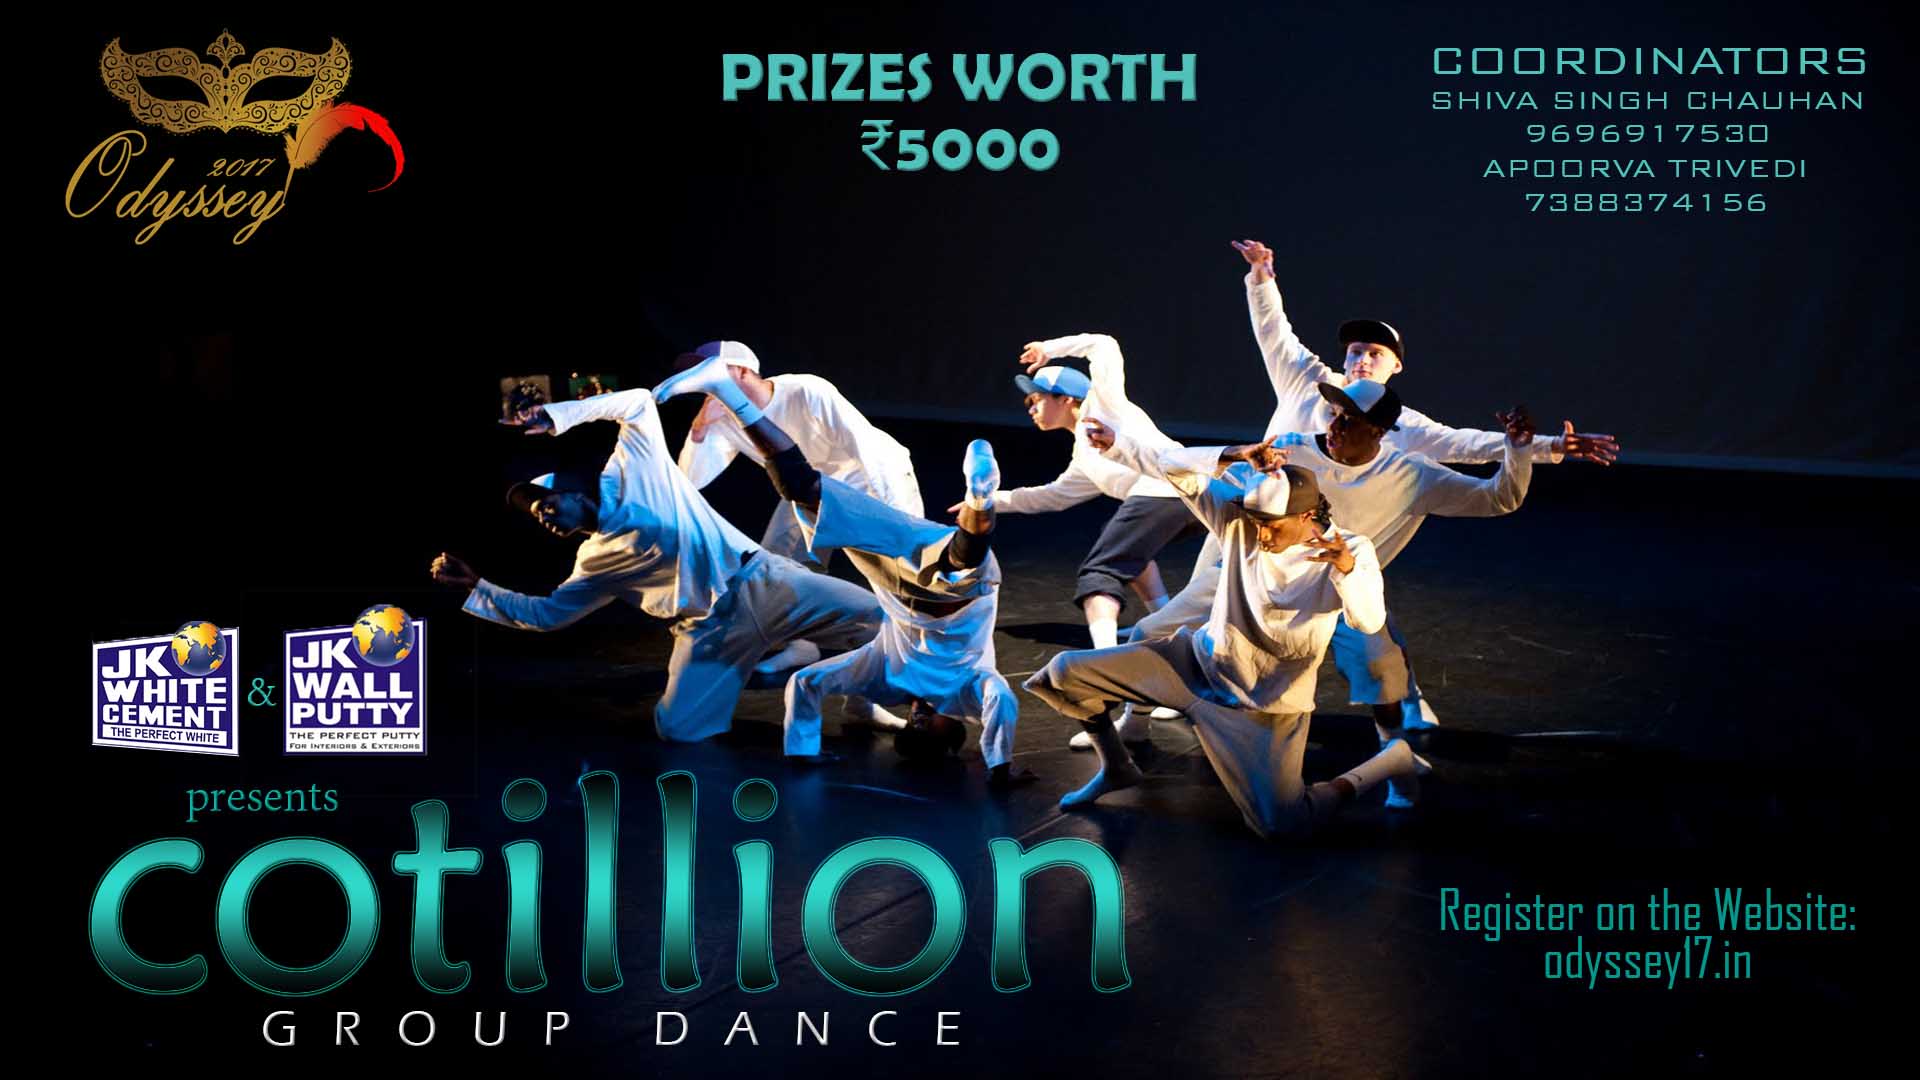 2017
Odyssey
PRIZES WORTH
₹5000
COORDINATORS
SHIVA SINGH CHAUHAN
9696917530
APOORVA TRIVEDI
7388374156
JK
WHITE
CEMENT
THE PERFECT WHITE
&
JK
WALL
PUTTY
THE PERFECT PUTTY
FOR INTERIORS & EXTERIORS
presents
cotillion
GROUP DANCE
Register on the Website:
odyssey17.in